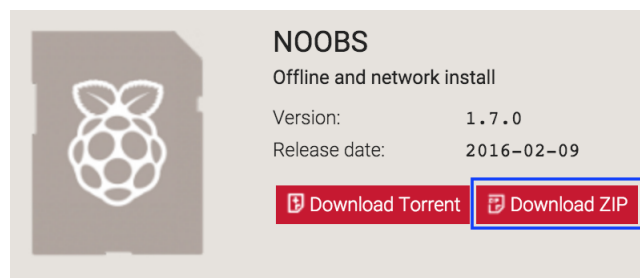 NOOBS
Offline and network install
Version: 1.7.0
Release date: 2016-02-09
Download Torrent Download ZIP